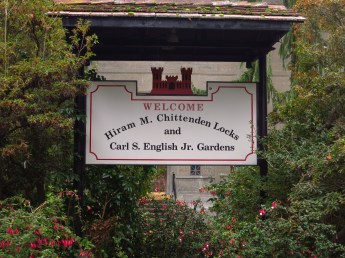 WELCOME
Hiram M. Chittenden Locks
and
Carl S. English Jr. Gardens